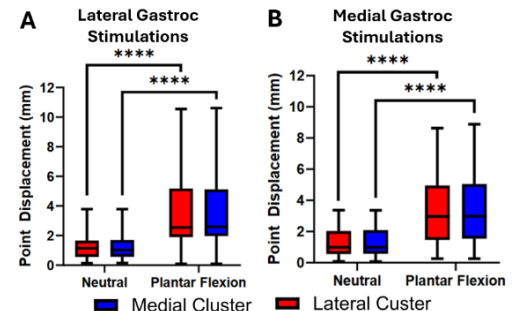 A
Lateral Gastroc
Stimulations
****
****
Point Displacement (mm)
12
10
8
6
4
2
0
Neutral
Plantar Flexion
B
Medial Gastroc
Stimulations
****
****
Point Displacement (mm)
12
10
8
6
4
2
0
Neutral
Plantar Flexion
Medial Cluster
Lateral Custer